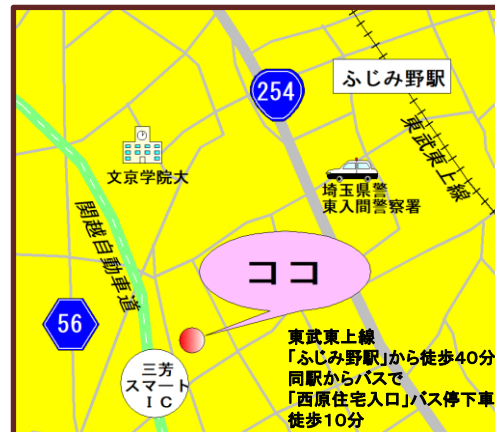 ふじみ野駅
254
東武東上線
文京学院大
埼玉県警
東入間警察署
関越自動車道
ココ
56
三芳
スマート
IC
東武東上線
「ふじみ野駅」から徒歩40分
同駅からバスで
「西原住宅入口」バス停下車
徒歩10分